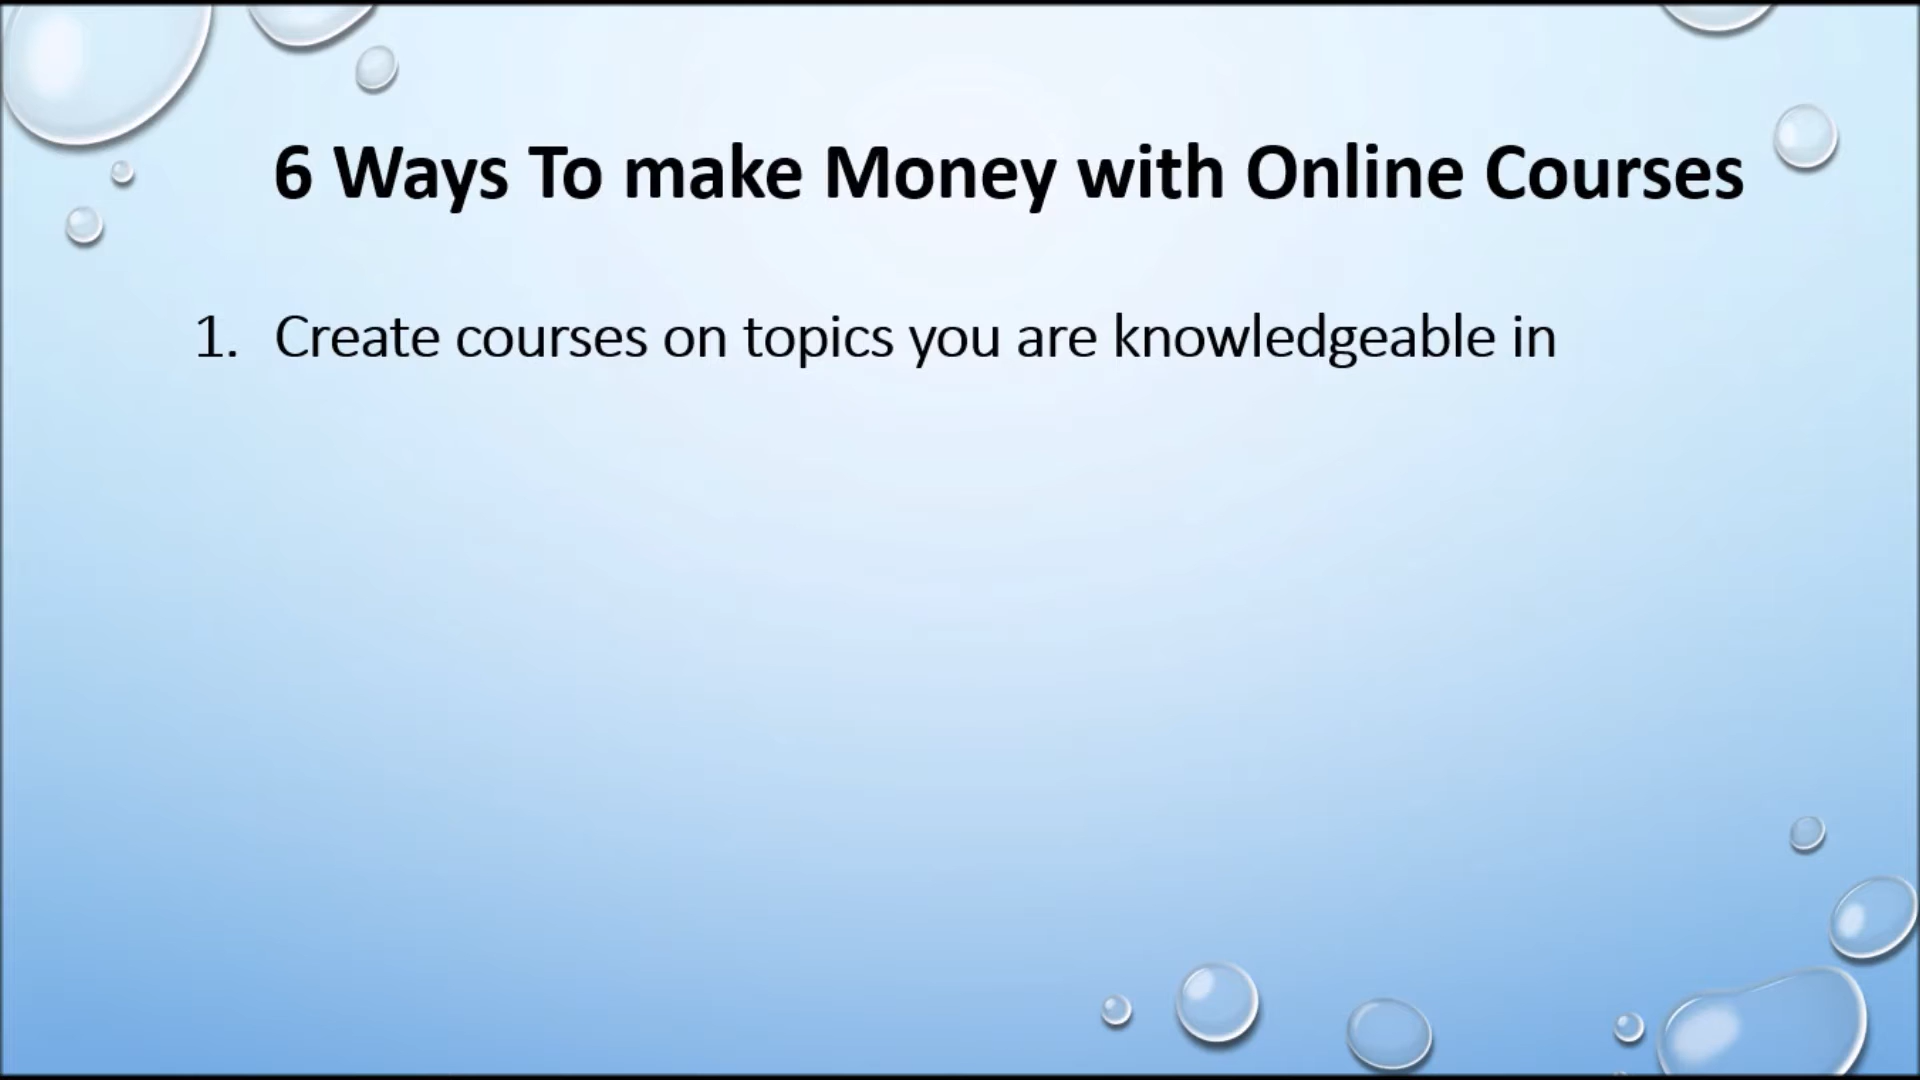 6 Ways To make Money with Online Courses
1. Create courses on topics you are knowledgeable in